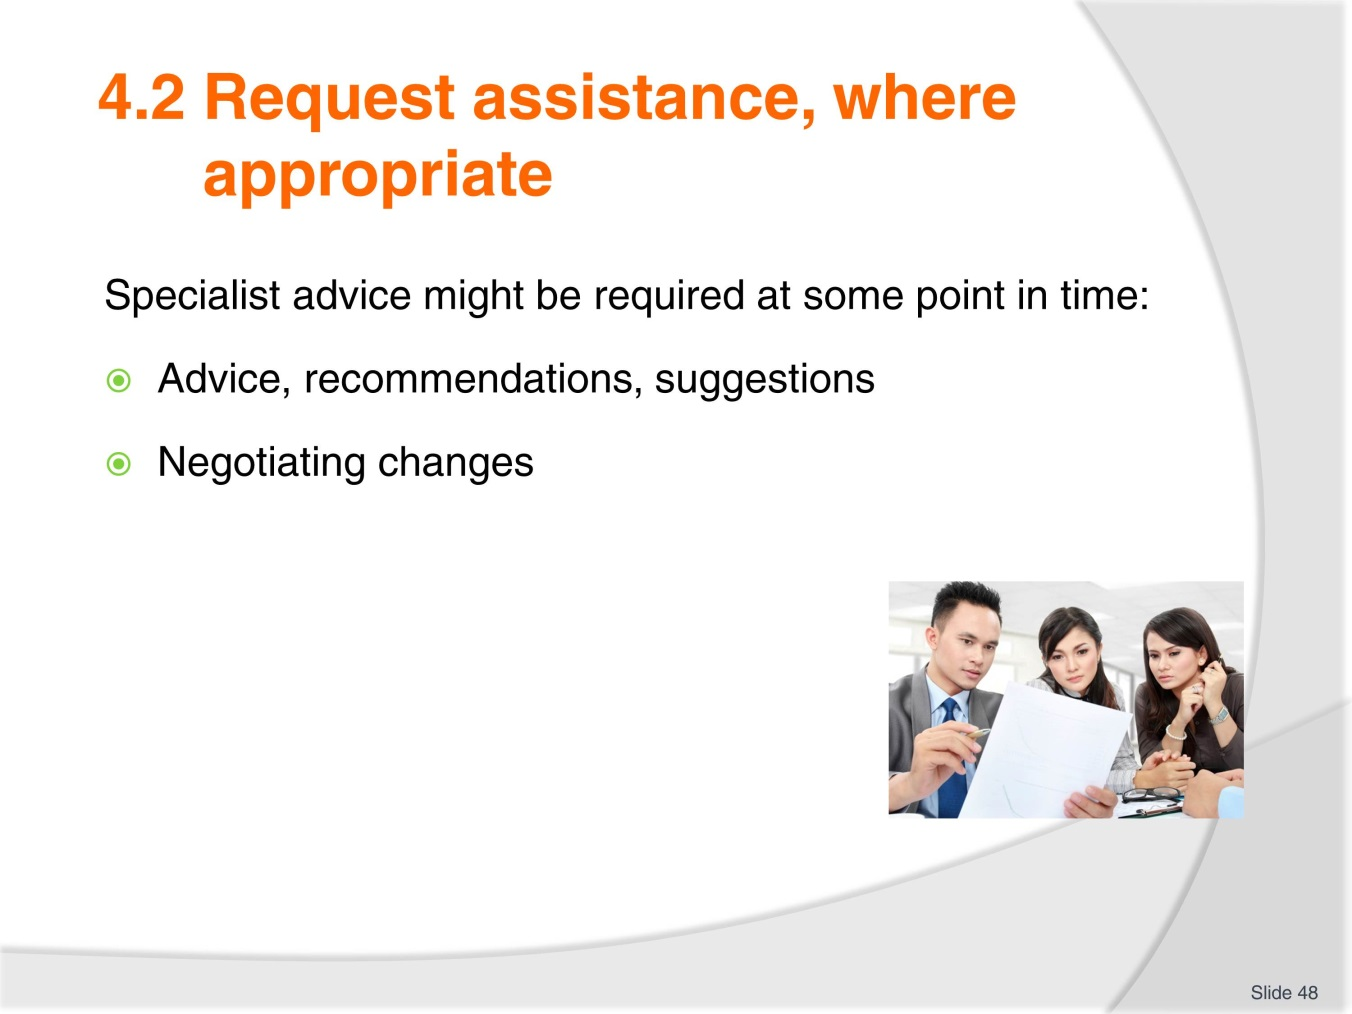 4.2 Request assistance, where
appropriate
Specialist advice might be required at some point in time:
Advice, recommendations, suggestions
Negotiating changes
Slide 48